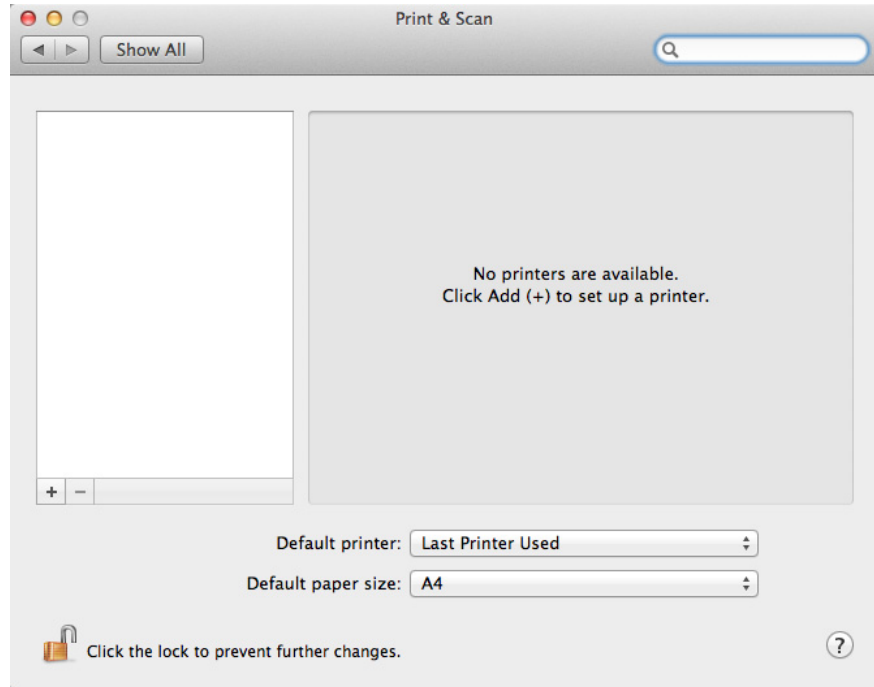 Print & Scan
Show All
No printers are available.
Click Add (+) to set up a printer.
+ −
Default printer: Last Printer Used
Default paper size: A4
Click the lock to prevent further changes.
?